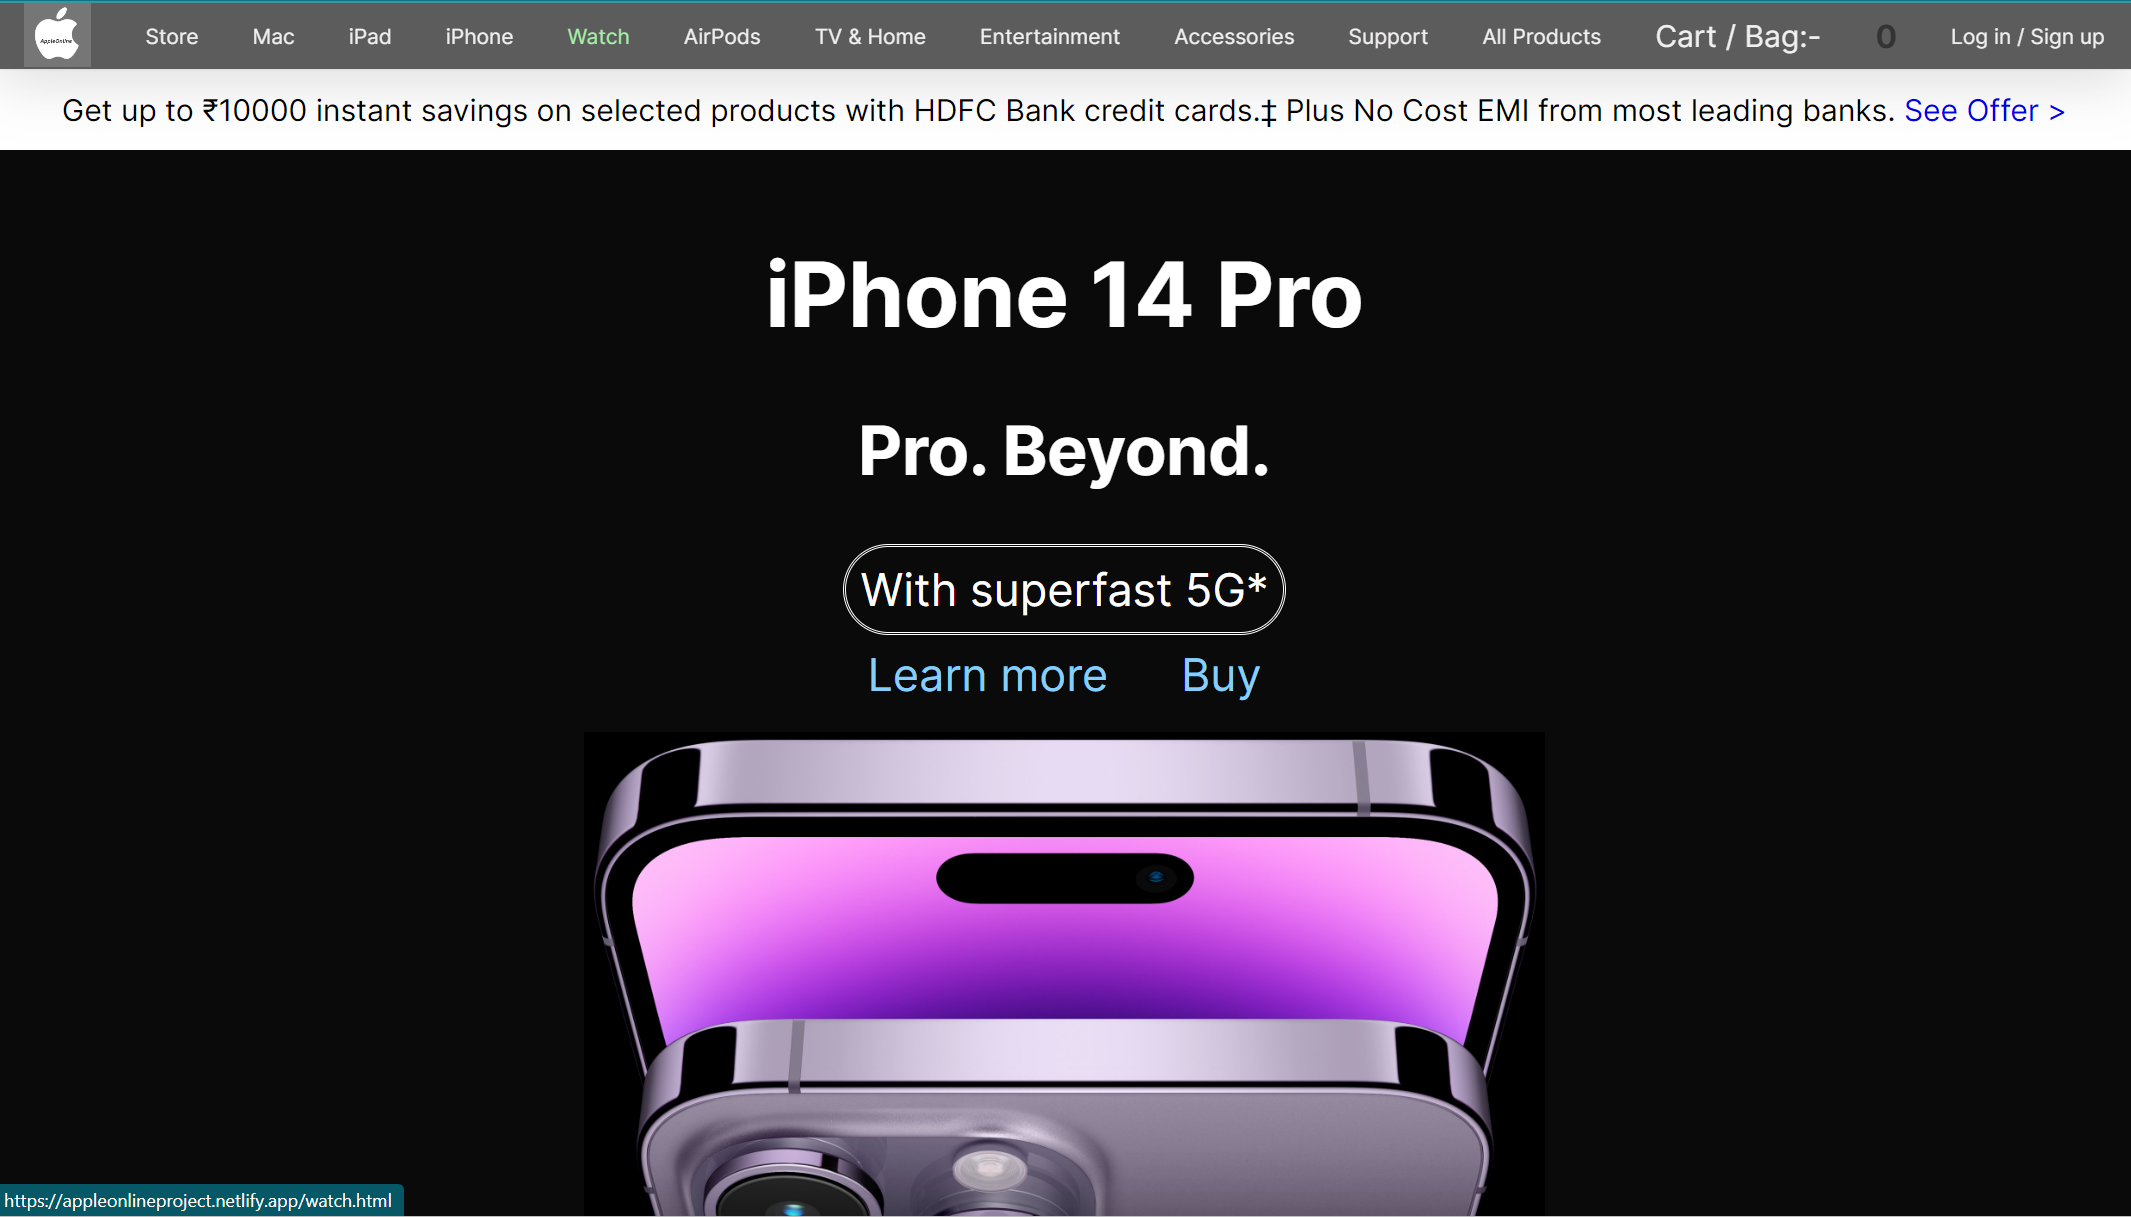 AppleOnline Store Mac iPad iPhone Watch AirPods TV & Home Entertainment Accessories Support All Products Cart / Bag:- 0 Log in / Sign up
Get up to ₹10000 instant savings on selected products with HDFC Bank credit cards.‡ Plus No Cost EMI from most leading banks. See Offer >
iPhone 14 Pro
Pro. Beyond.
With superfast 5G*
Learn more Buy
https://appleonlineproject.netlify.app/watch.html